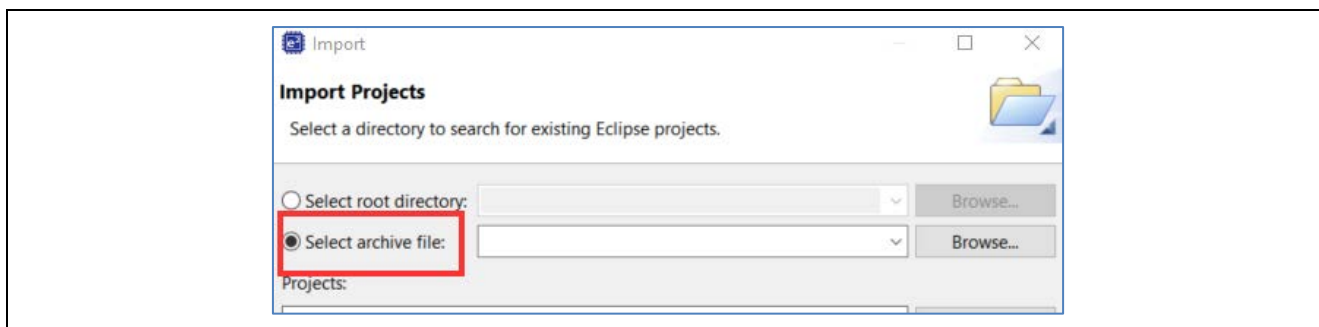 Import
Import Projects
Select a directory to search for existing Eclipse projects.
Select root directory:
Browse...
Select archive file:
Browse...
Projects: